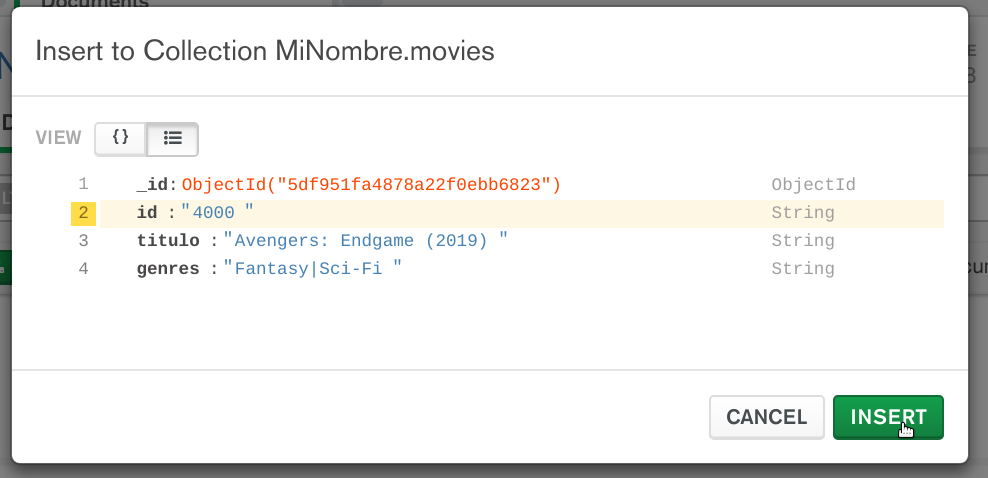 Documents
Insert to Collection MiNombre.movies
VIEW {}
1 _id: ObjectId("5df951fa4878a22f0ebb6823") ObjectId
2 id : "4000 " String
3 titulo : "Avengers: Endgame (2019) " String
4 genres : "Fantasy|Sci-Fi " String
CANCEL INSERT